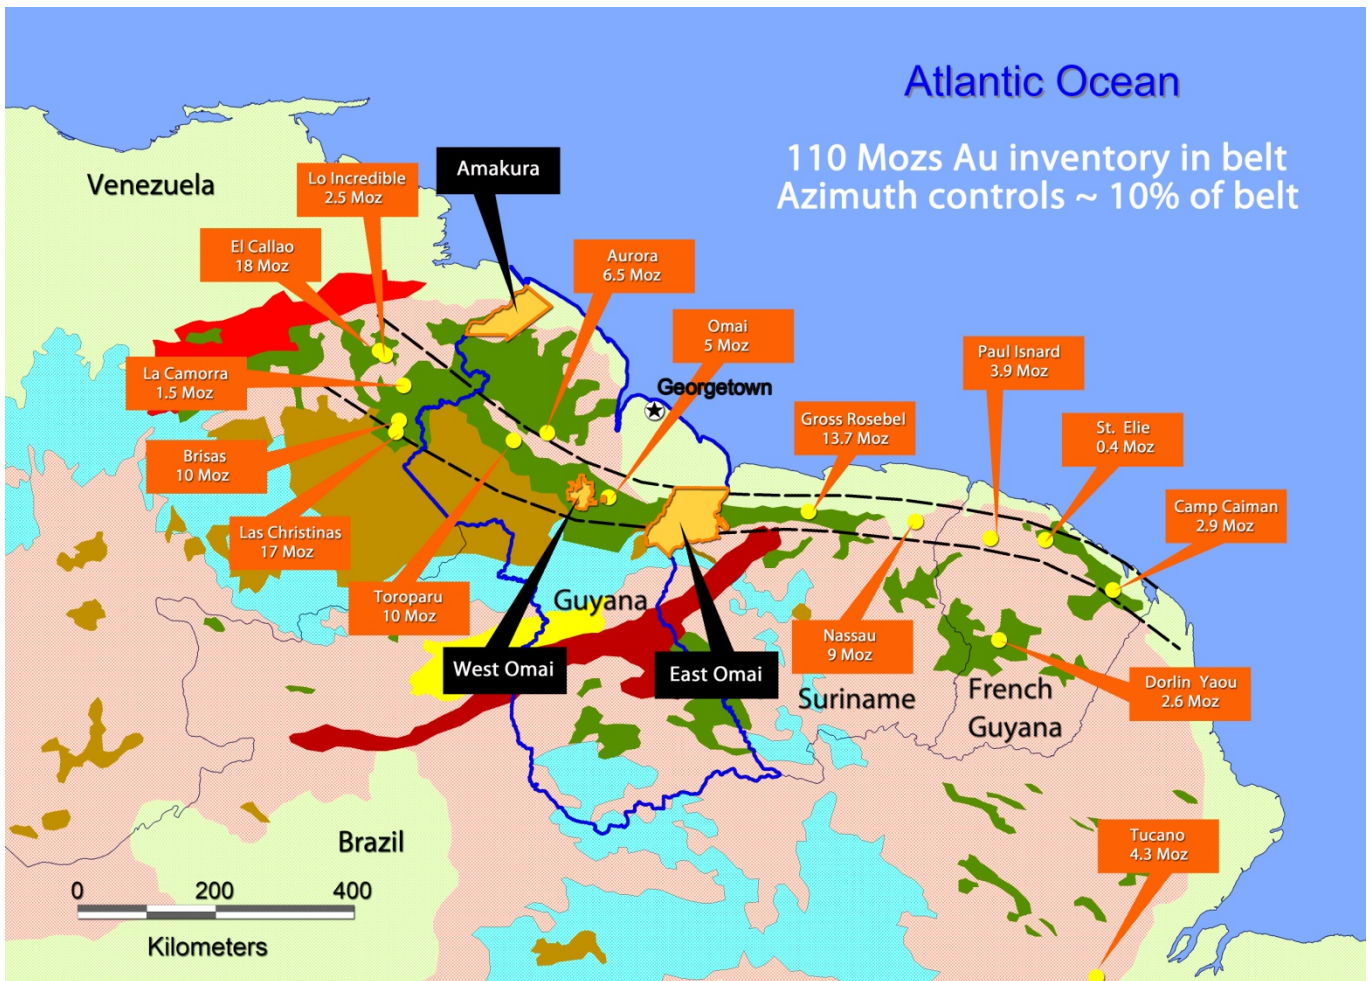 Atlantic Ocean
110 Mozs Au inventory in belt
Azimuth controls ~ 10% of belt
Venezuela
Lo Incredible
2.5 Moz
Amakura
El Callao
18 Moz
Aurora
6.5 Moz
Omai
5 Moz
Paul Isnard
3.9 Moz
La Camorra
1.5 Moz
Georgetown
Gross Rosebel
13.7 Moz
St. Elie
0.4 Moz
Brisas
10 Moz
Camp Caiman
2.9 Moz
Las Christinas
17 Moz
Toroparu
10 Moz
Guyana
Nassau
9 Moz
West Omai
East Omai
Suriname
French
Guyana
Dorlin Yaou
2.6 Moz
Brazil
Tucano
4.3 Moz
0 200 400
Kilometers